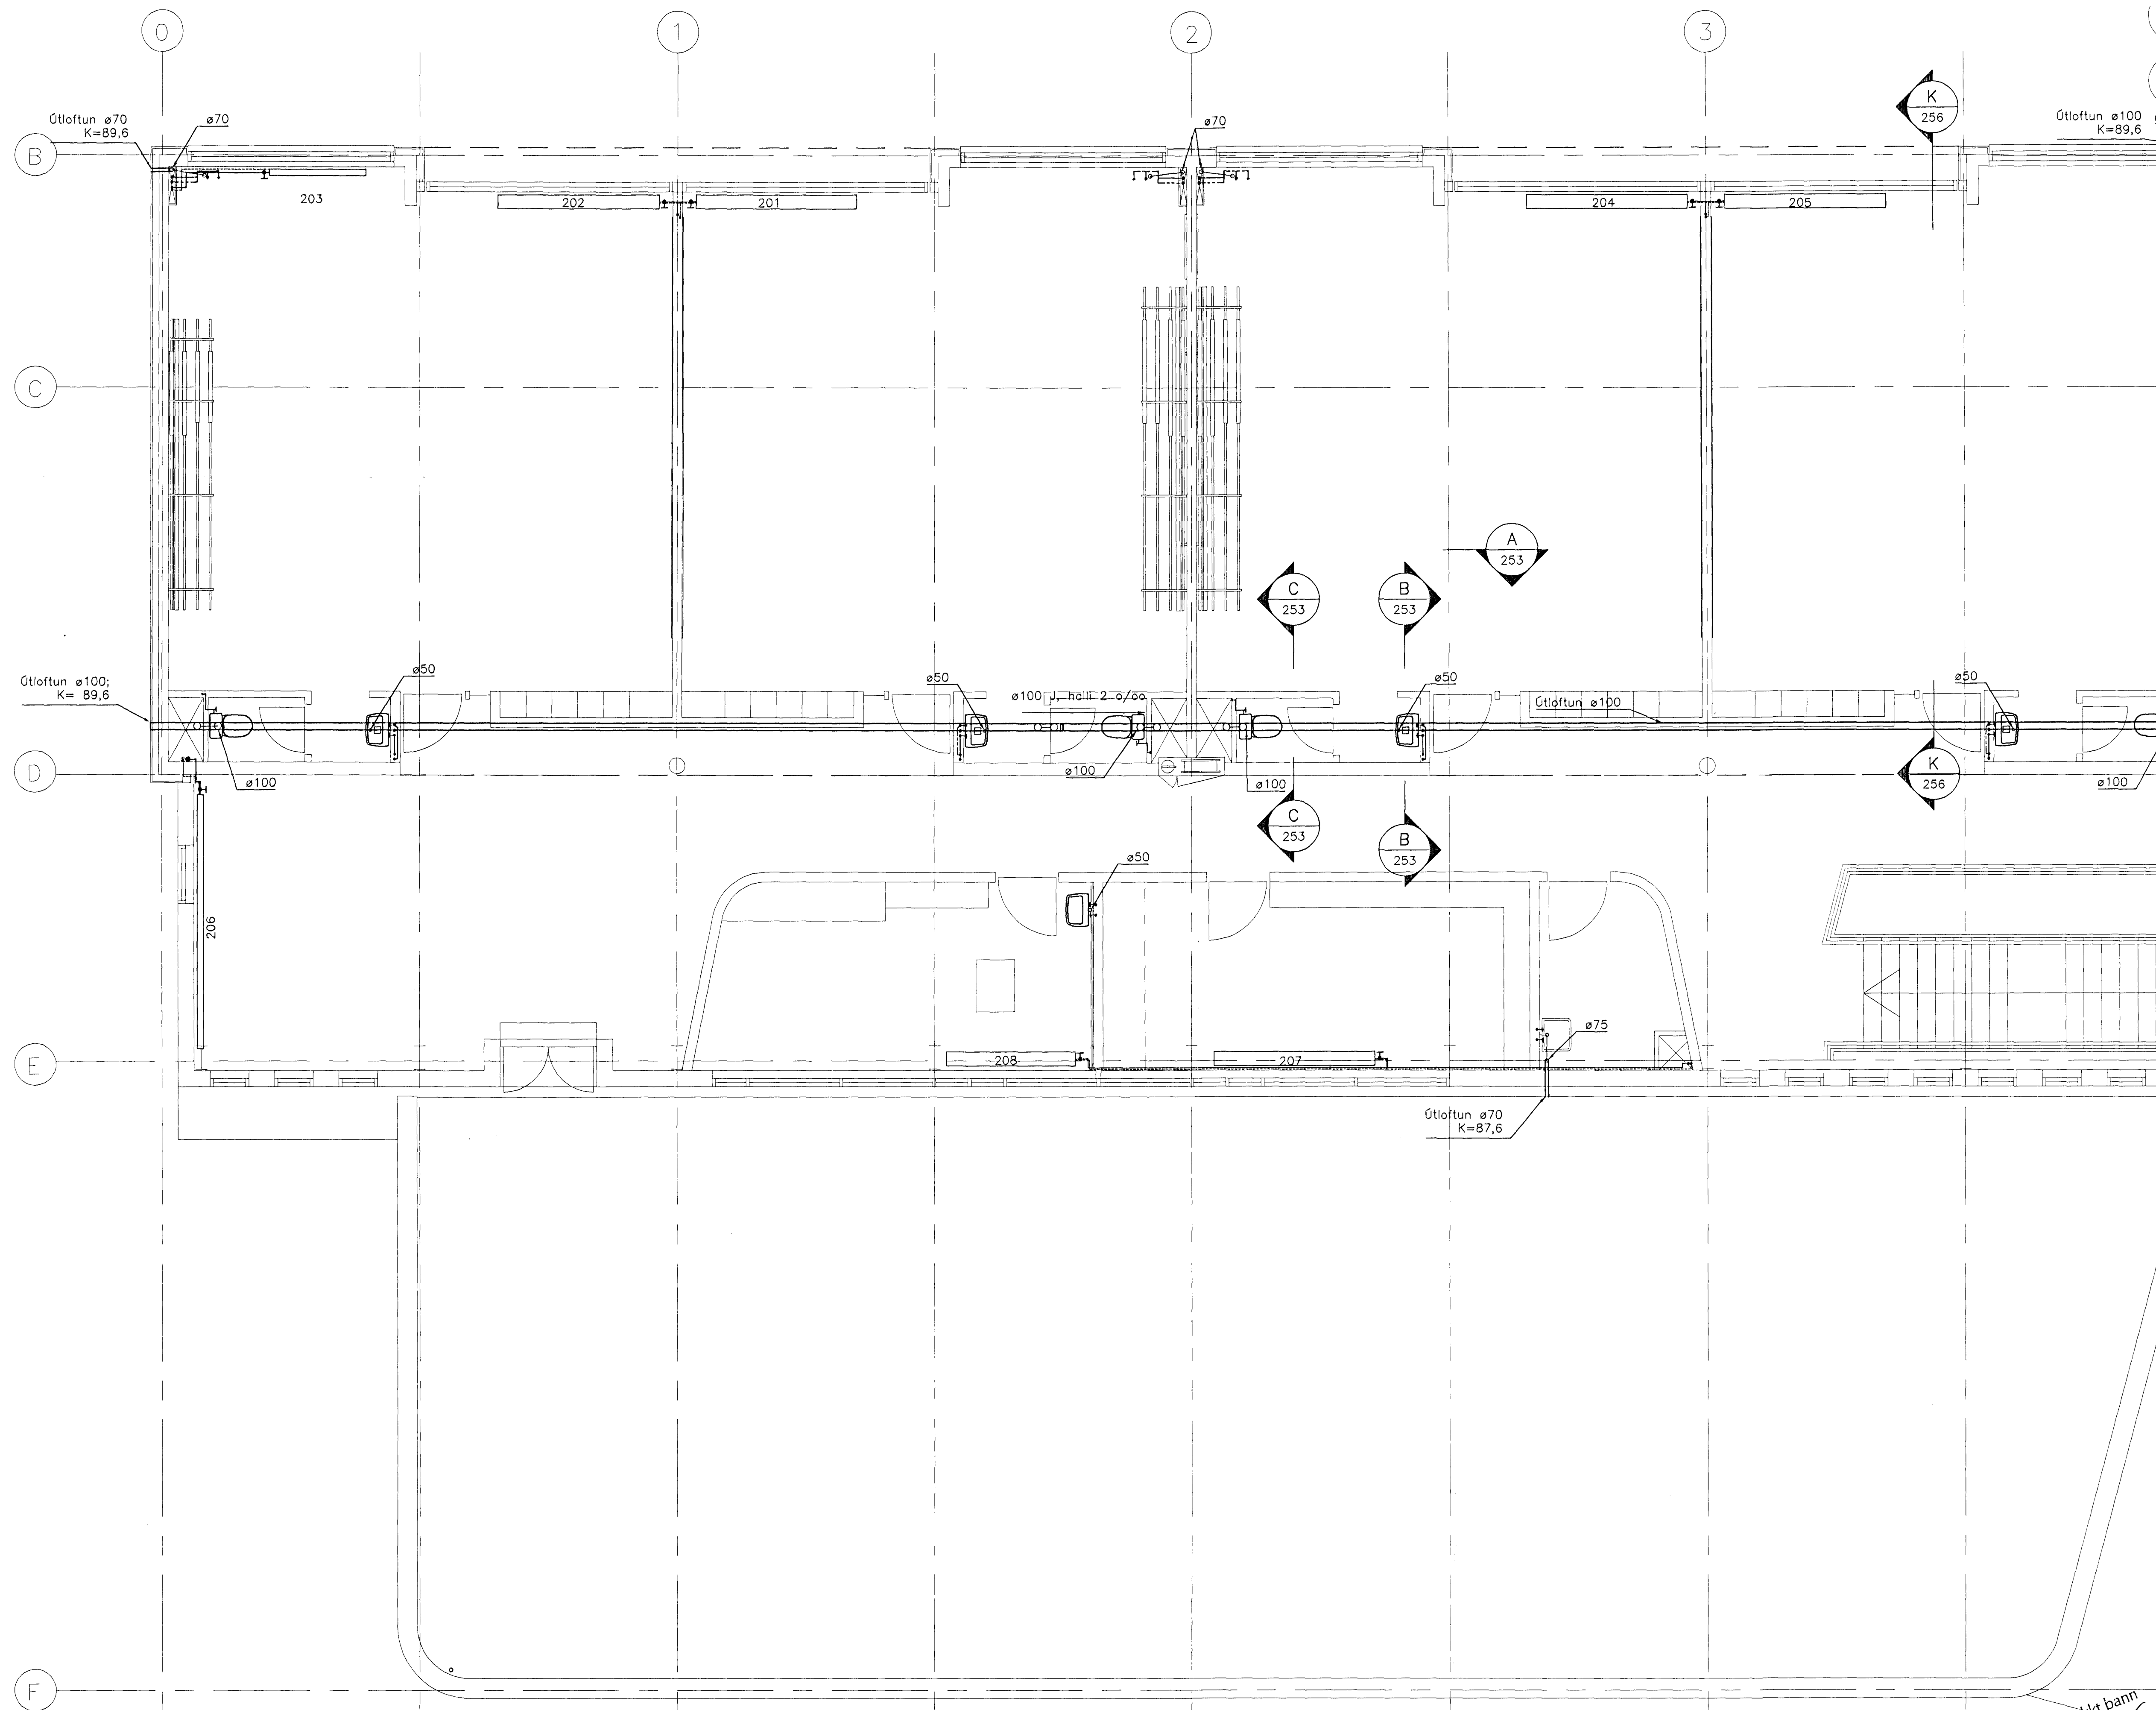 0
1
2
3
K
256
Útloftun ø70
K=89,6
ø70
ø70
Útloftun ø100
K=89,6
B
203
202
201
204
205
C
A
253
C
253
B
253
Útloftun ø100;
K= 89,6
ø50
ø50
ø100 J, halli 2 o/oo
ø50
Útloftun ø100
ø50
D
ø100
ø100
ø100
K
256
ø100
C
253
B
253
ø50
206
E
208
207
ø75
Útloftun ø70
K=87,6
F
bann